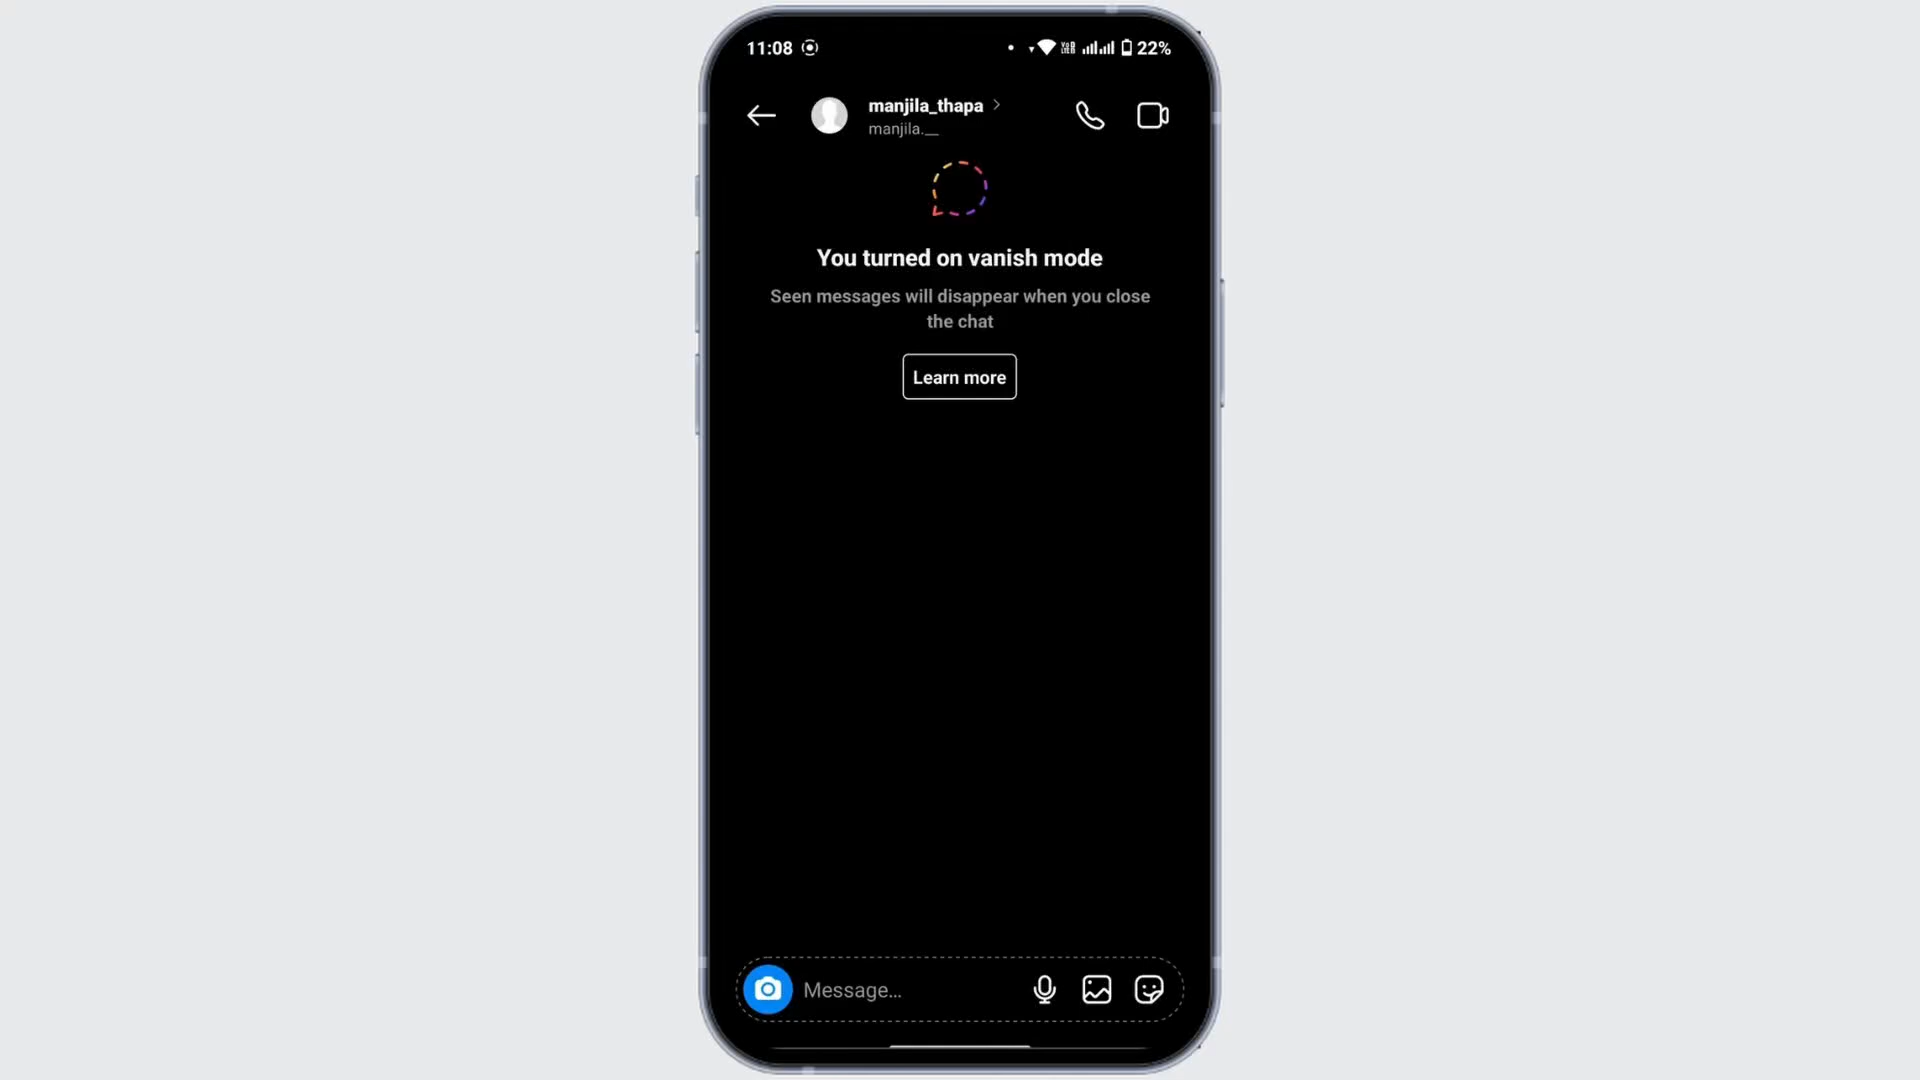 11:08
22%
manjila_thapa
manjila.__
You turned on vanish mode
Seen messages will disappear when you close
the chat
Learn more
Message...